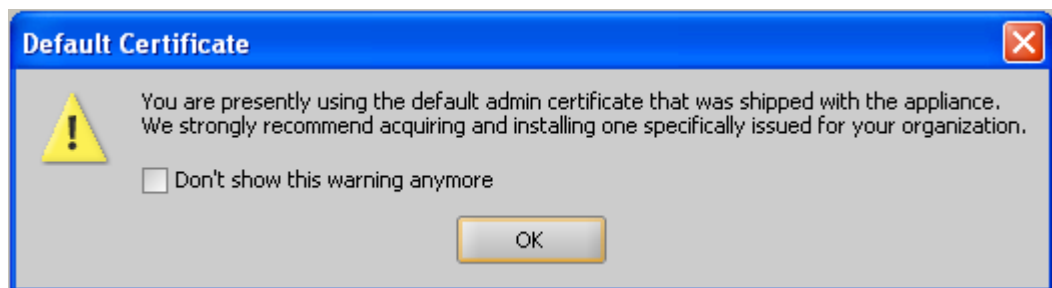 Default Certificate
You are presently using the default admin certificate that was shipped with the appliance.
We strongly recommend acquiring and installing one specifically issued for your organization.
Don't show this warning anymore
OK